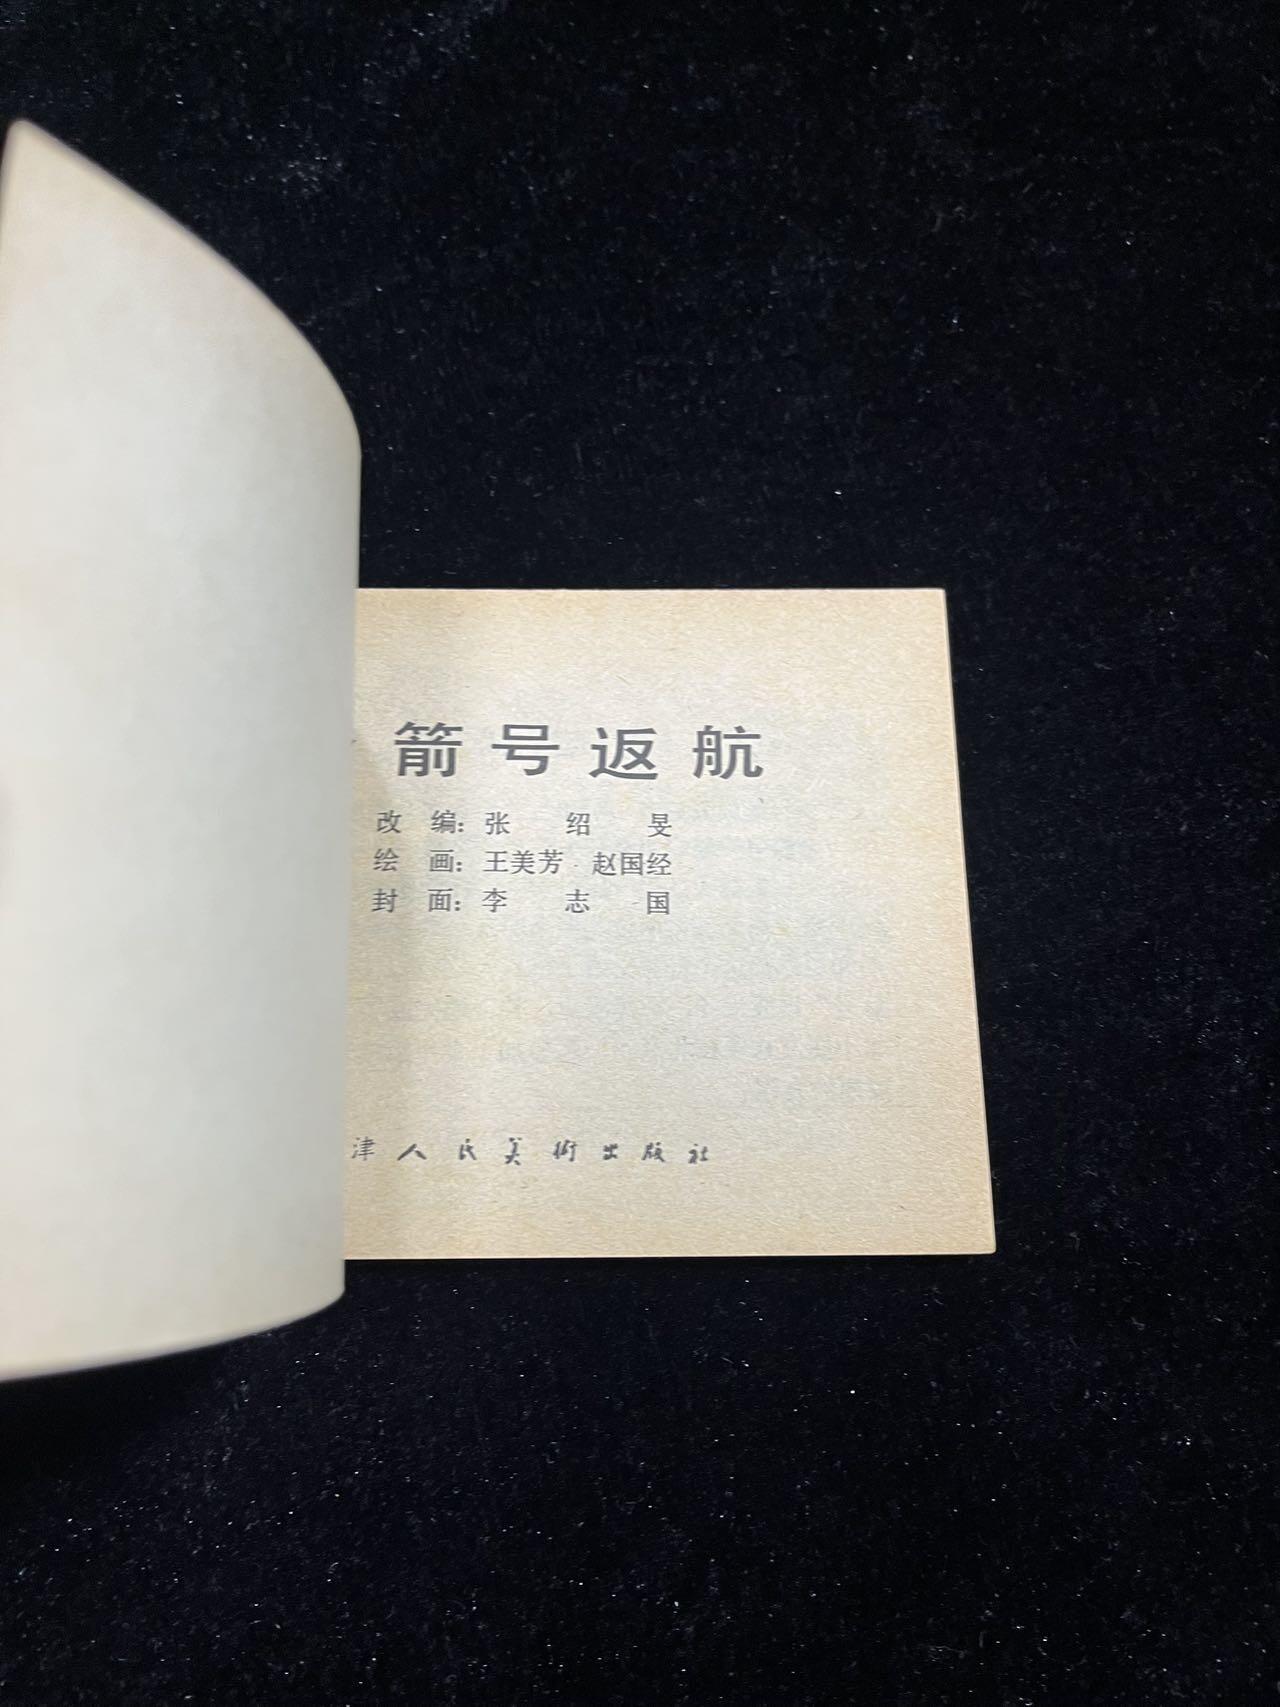 箭号返航
改编：张绍旻
绘画：王美芳 赵国经
封面：李志国
津人民美術出版社